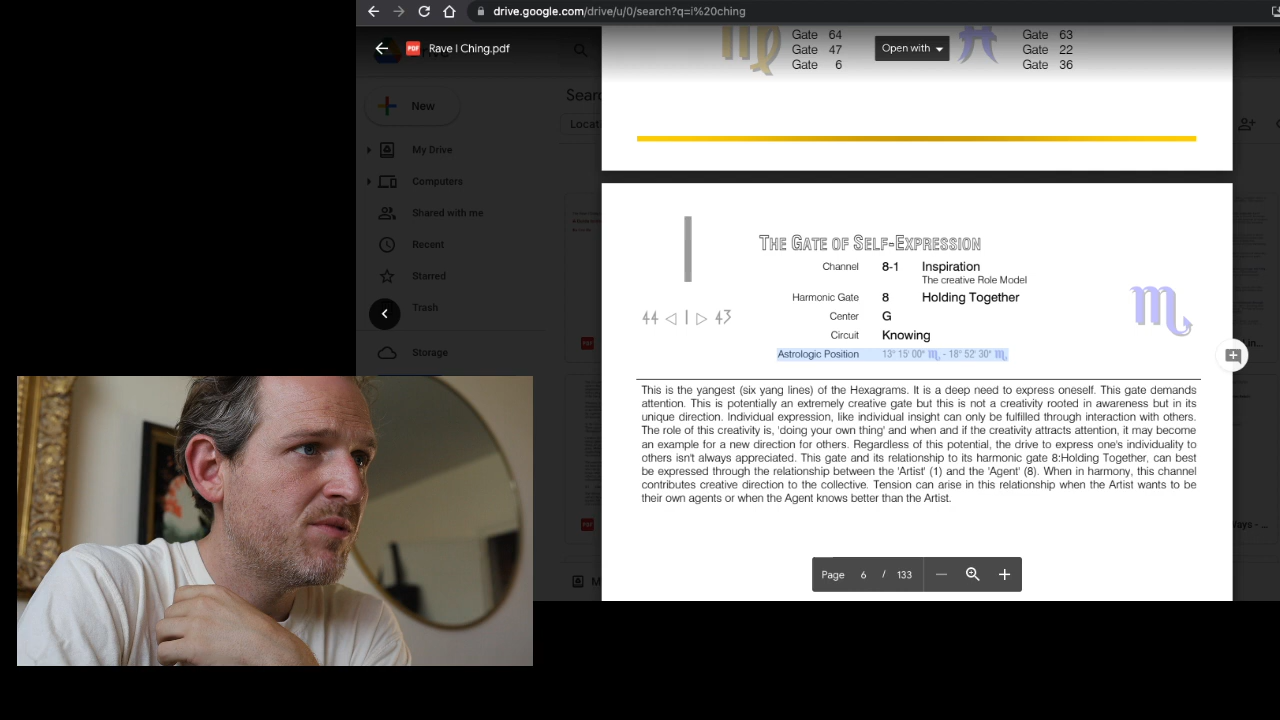 drive.google.com/drive/u/0/search?q=i%20ching
PDF Rave I Ching.pdf
Open with
Gate 64
Gate 47
Gate 6
Gate 63
Gate 22
Gate 36
New
My Drive
Computers
Shared with me
Recent
Starred
Trash
Storage
Sear
Locati
THE GATE OF SELF-EXPRESSION
Channel 8-1 Inspiration
The creative Role Model
Harmonic Gate 8 Holding Together
Center G
Circuit Knowing
Astrologic Position 13° 15' 00" ♏ - 18° 52' 30" ♏
44 ◁ | ▷ 43
This is the yangest (six yang lines) of the Hexagrams. It is a deep need to express oneself. This gate demands
attention. This is potentially an extremely creative gate but this is not a creativity rooted in awareness but in its
unique direction. Individual expression, like individual insight can only be fulfilled through interaction with others.
The role of this creativity is, 'doing your own thing' and when and if the creativity attracts attention, it may become
an example for a new direction for others. Regardless of this potential, the drive to express one's individuality to
others isn't always appreciated. This gate and its relationship to its harmonic gate 8:Holding Together, can best
be expressed through the relationship between the 'Artist' (1) and the 'Agent' (8). When in harmony, this channel
contributes creative direction to the collective. Tension can arise in this relationship when the Artist wants to be
their own agents or when the Agent knows better than the Artist.
Page 6 / 133